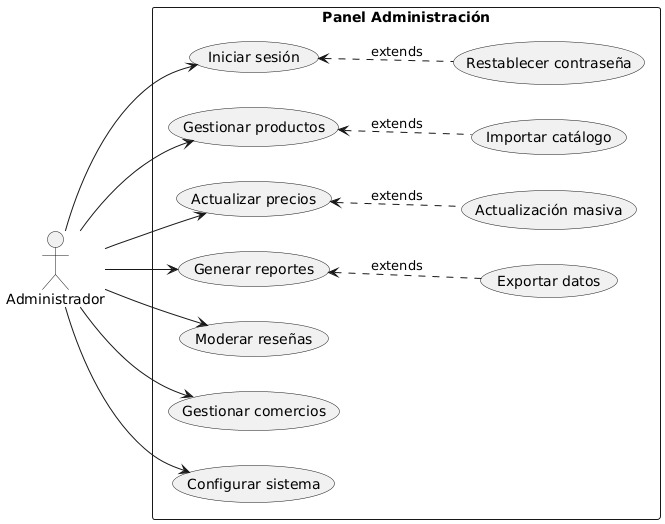 Panel Administración
Iniciar sesión
extends
Restablecer contraseña
Gestionar productos
extends
Importar catálogo
Actualizar precios
extends
Actualización masiva
Generar reportes
extends
Exportar datos
Administrador
Moderar reseñas
Gestionar comercios
Configurar sistema